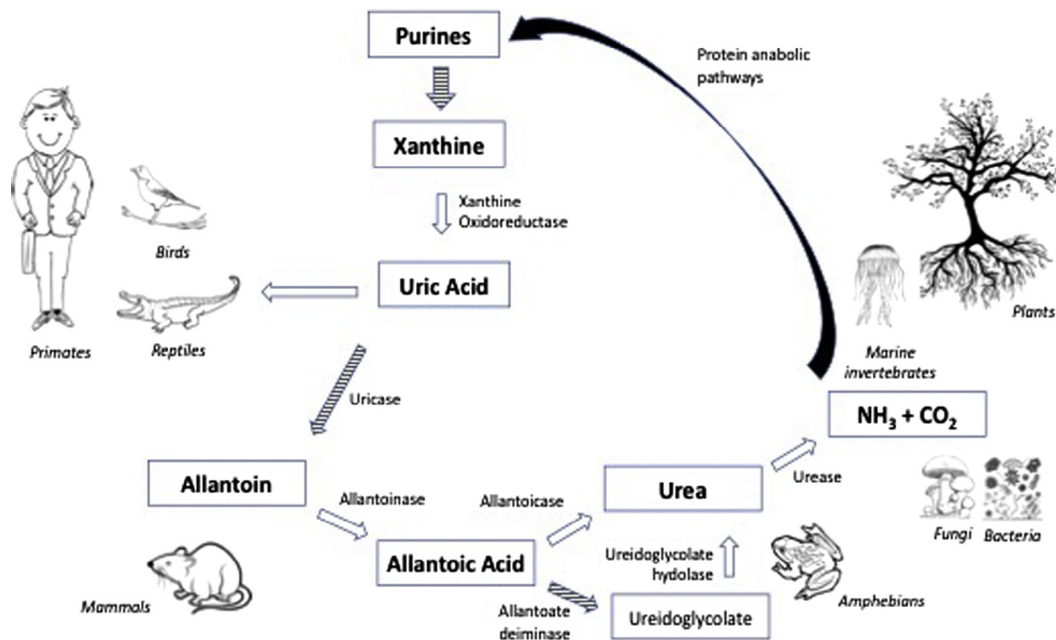 Purines
Protein anabolic
pathways
Xanthine
Xanthine
Oxidoreductase
Birds
Uric Acid
Primates
Reptiles
Plants
Marine
invertebrates
Uricase
NH₃ + CO₂
Allantoin
Allantoinase
Allantoicase
Urea
Urease
Fungi
Bacteria
Allantoic Acid
Ureidoglycolate
hydolase
Mammals
Amphebians
Allantoate
deiminase
Ureidoglycolate